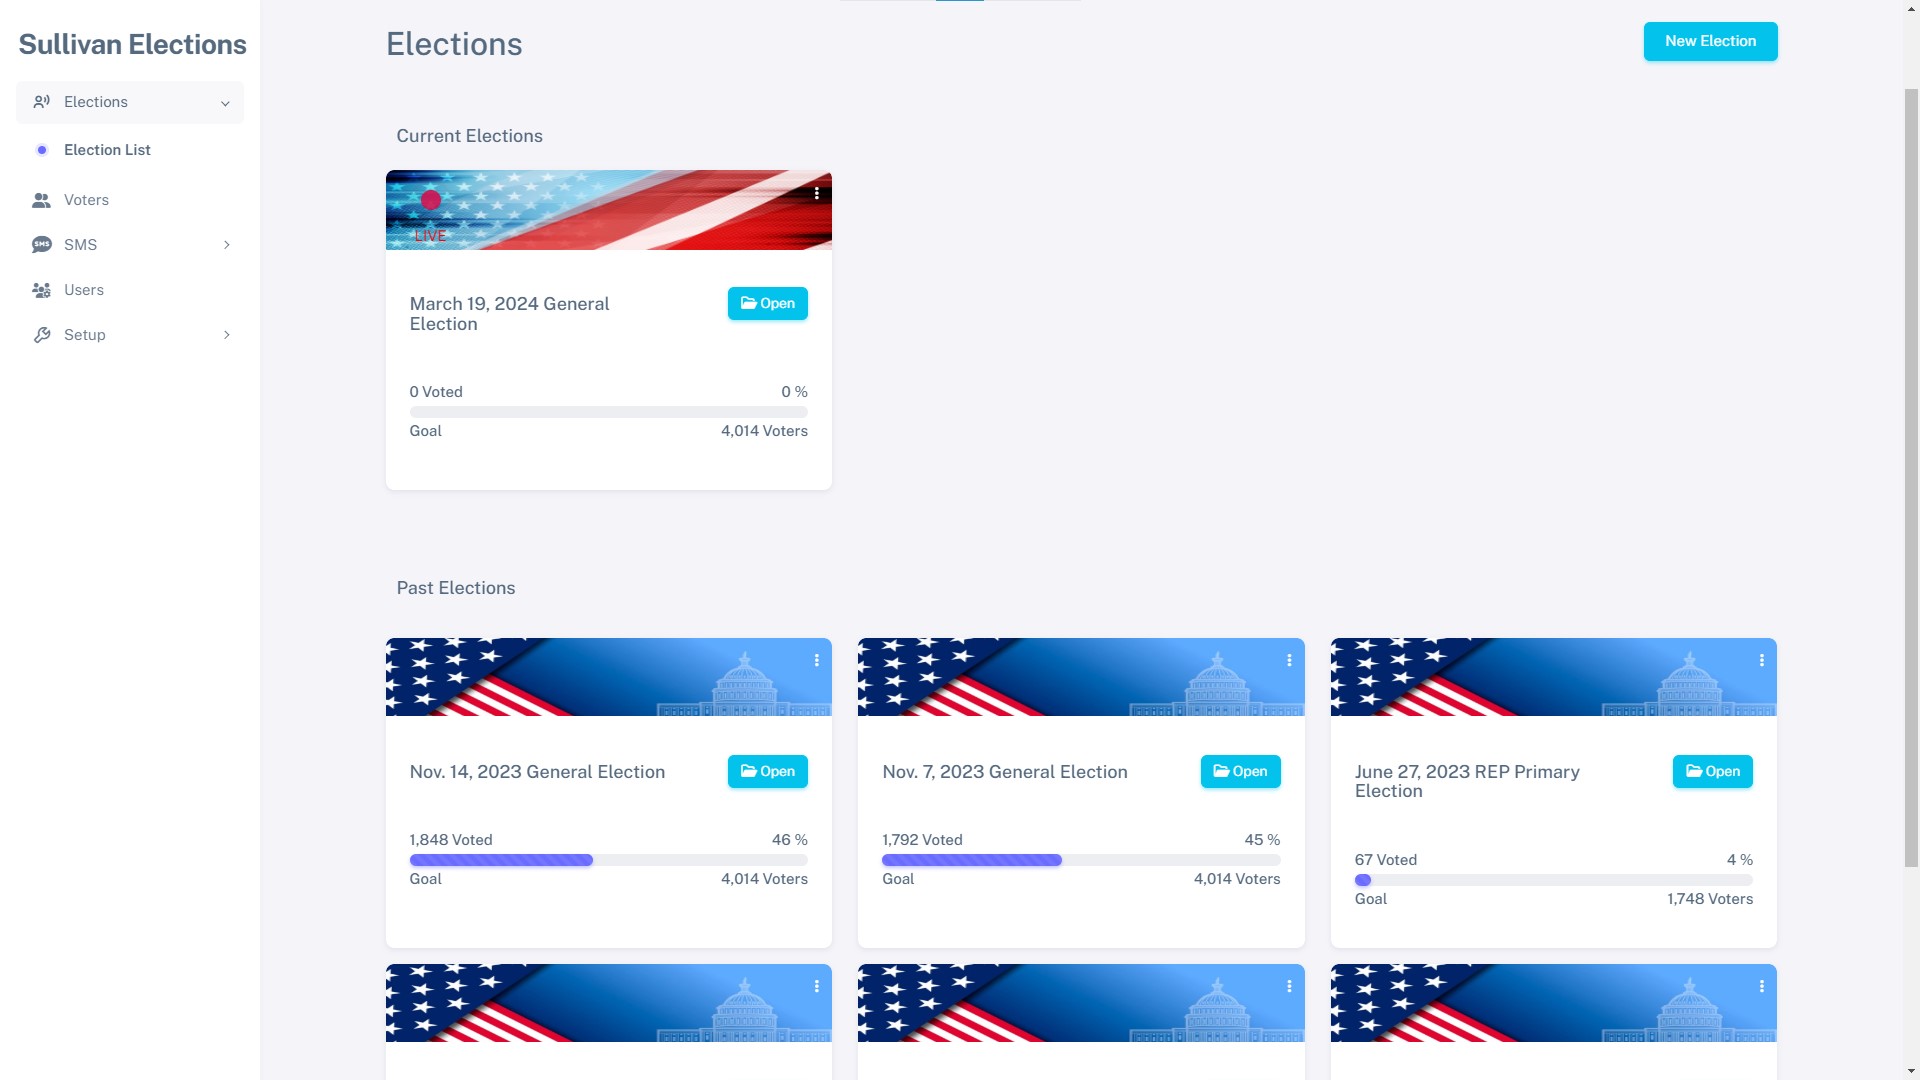 Sullivan Elections
Elections
Election List
Voters
SMS
SMS
Users
Setup
Elections
New Election
Current Elections
LIVE
March 19, 2024 General
Election
Open
0 Voted
0 %
Goal
4,014 Voters
Past Elections
Nov. 14, 2023 General Election
Open
1,848 Voted
46 %
Goal
4,014 Voters
Nov. 7, 2023 General Election
Open
1,792 Voted
45 %
Goal
4,014 Voters
June 27, 2023 REP Primary
Election
Open
67 Voted
4 %
Goal
1,748 Voters